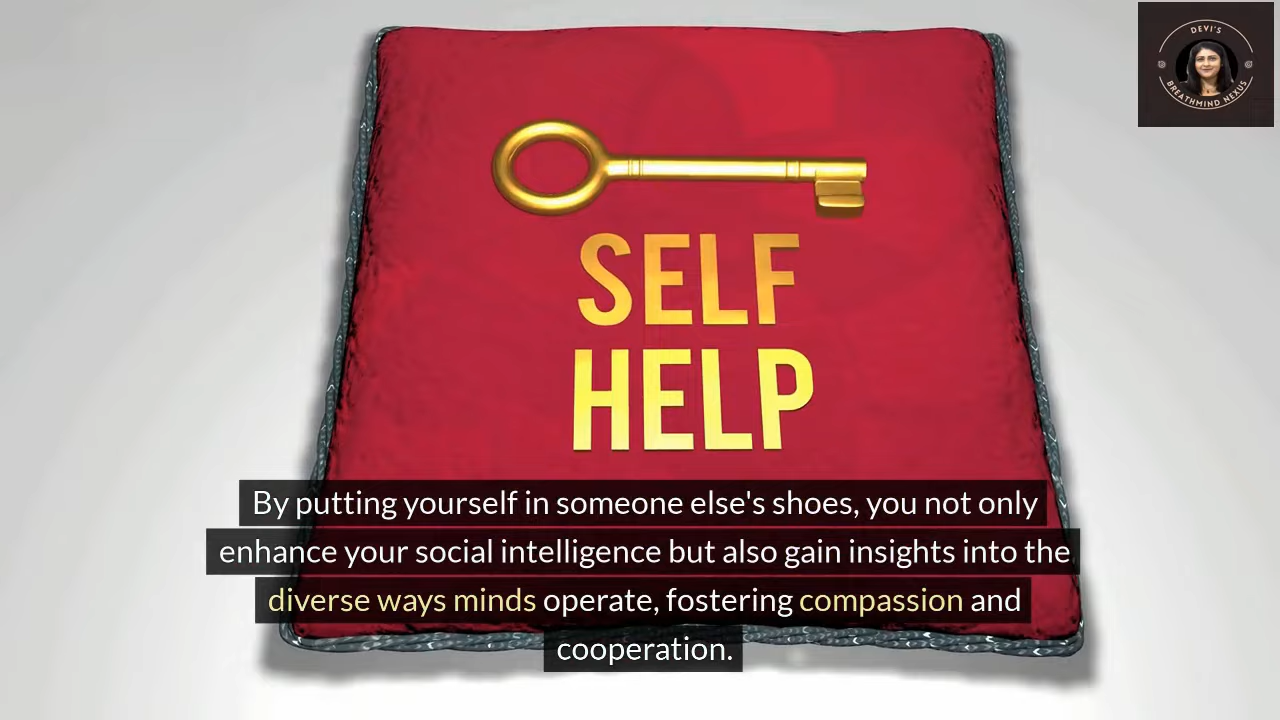 DEVI'S
BREATHMIND NEXUS
SELF
HELP
By putting yourself in someone else's shoes, you not only
enhance your social intelligence but also gain insights into the
diverse ways minds operate, fostering compassion and
cooperation.